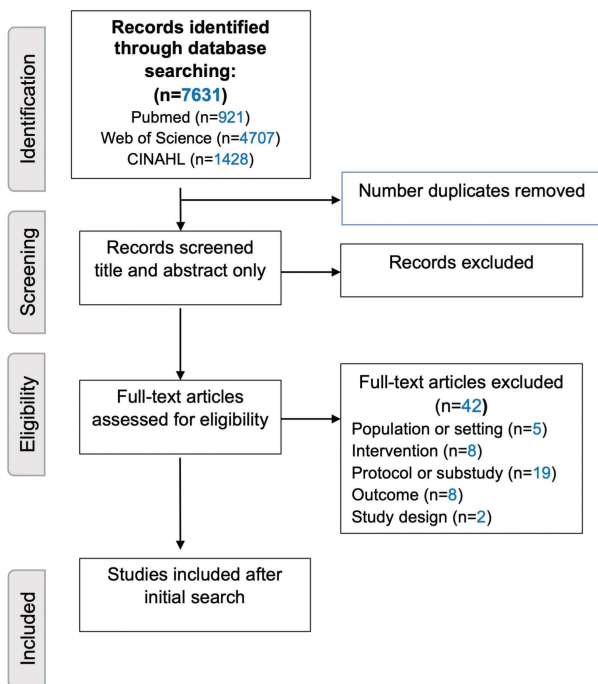 Identification
Records identified
through database
searching:
(n=7631)
Pubmed (n=921)
Web of Science (n=4707)
CINAHL (n=1428)
Number duplicates removed
Screening
Records screened
title and abstract only
Records excluded
Eligibility
Full-text articles
assessed for eligibility
Full-text articles excluded
(n=42)
Population or setting (n=5)
Intervention (n=8)
Protocol or substudy (n=19)
Outcome (n=8)
Study design (n=2)
Included
Studies included after
initial search